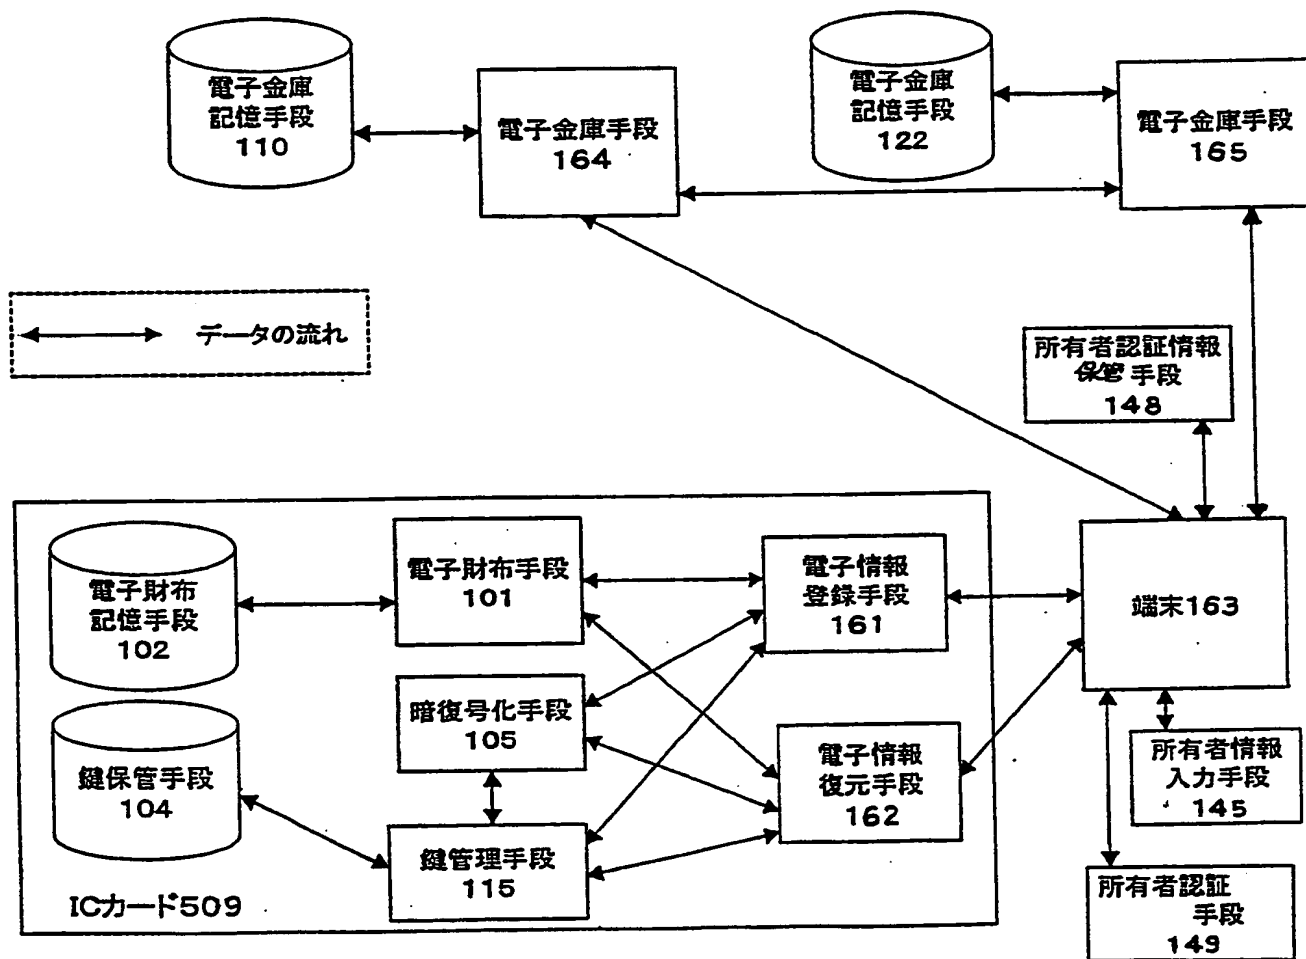 電子金庫
記憶手段
110
電子金庫手段
164
電子金庫
記憶手段
122
電子金庫手段
165
データの流れ
所有者認証情報
保管手段
148
電子財布
記憶手段
102
電子財布手段
101
電子情報
登録手段
161
端末163
暗復号化手段
105
鍵保管手段
104
電子情報
復元手段
162
所有者情報
入力手段
145
鍵管理手段
115
ICカード509
所有者認証
手段
149